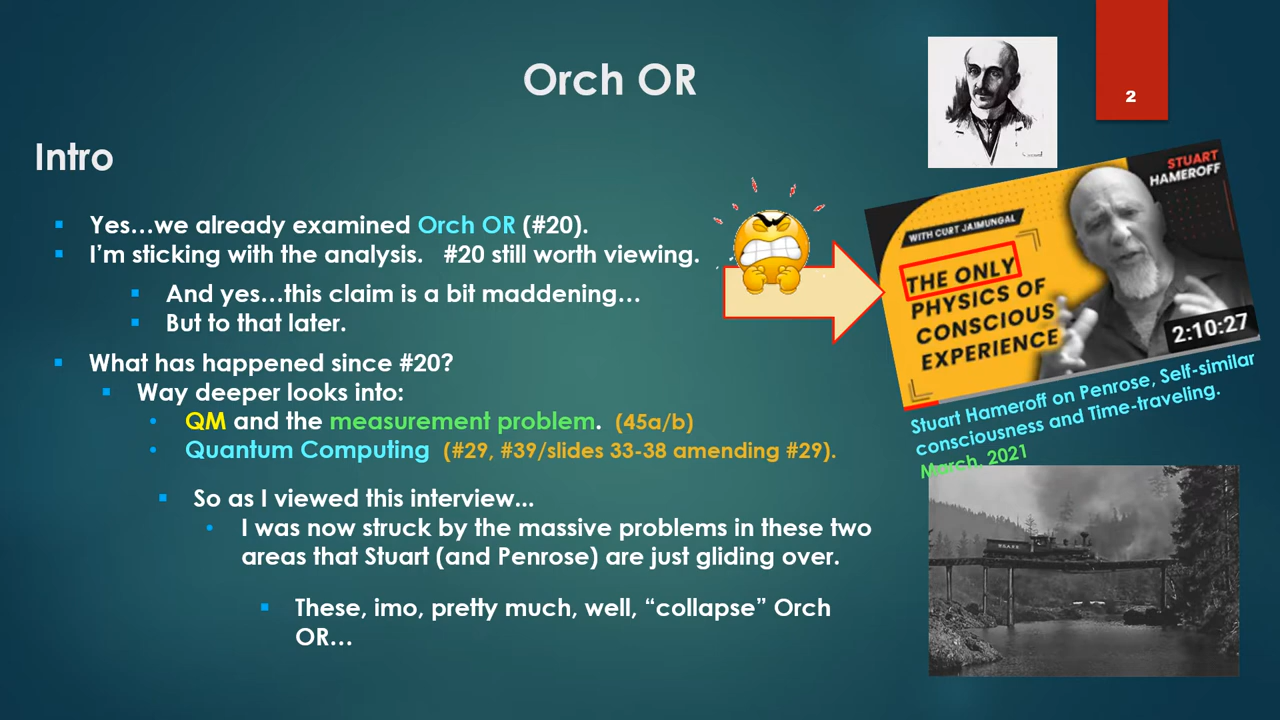 Orch OR
2
Intro
Yes...we already examined Orch OR (#20).
I'm sticking with the analysis. #20 still worth viewing.
And yes...this claim is a bit maddening...
But to that later.
What has happened since #20?
Way deeper looks into:
QM and the measurement problem. (45a/b)
Quantum Computing (#29, #39/slides 33-38 amending #29).
So as I viewed this interview...
I was now struck by the massive problems in these two
areas that Stuart (and Penrose) are just gliding over.
These, imo, pretty much, well, “collapse” Orch
OR...
STUART
HAMEROFF
WITH CURT JAIMUNGAL
THE ONLY
PHYSICS OF
CONSCIOUS
EXPERIENCE
2:10:27
Stuart Hameroff on Penrose, Self-similar
consciousness and Time-traveling.
March, 2021